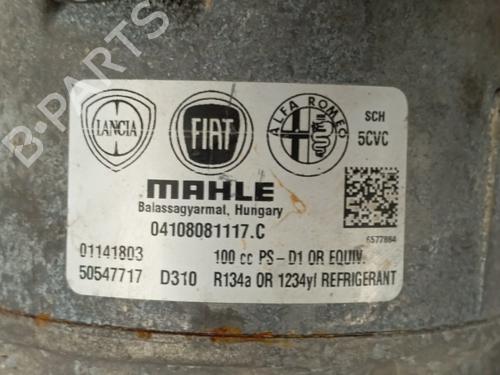 B-PARTS
LANCIA
FIAT
ALFA ROMEO
SCH
5CVC
MAHLE
Balassagyarmat, Hungary
04108081117.C
6577884
01141803 100 cc PS-D1 OR EQUIV.
50547717 D310 R134a OR 1234yf REFRIGERANT